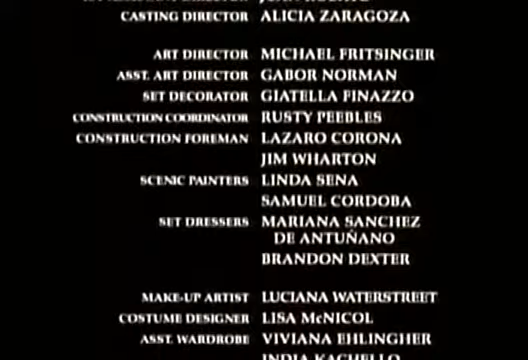 CASTING DIRECTOR ALICIA ZARAGOZA
ART DIRECTOR MICHAEL FRITSINGER
ASST. ART DIRECTOR GABOR NORMAN
SET DECORATOR GIATELLA FINAZZO
CONSTRUCTION COORDINATOR RUSTY PEEBLES
CONSTRUCTION FOREMAN LAZARO CORONA
JIM WHARTON
SCENIC PAINTERS LINDA SENA
SAMUEL CORDOBA
SET DRESSERS MARIANA SANCHEZ
DE ANTUÑANO
BRANDON DEXTER
MAKE-UP ARTIST LUCIANA WATERSTREET
COSTUME DESIGNER LISA McNICOL
ASST. WARDROBE VIVIANA EHLINGHER